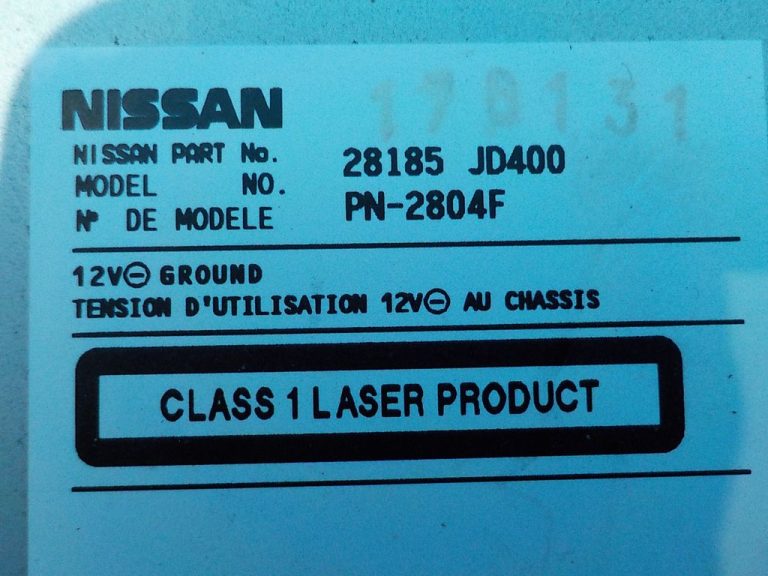 NISSAN
170131
NISSAN PART No. 28185 JD400
MODEL NO. PN-2804F
Nº DE MODELE
12V⊖ GROUND
TENSION D'UTILISATION 12V⊖ AU CHASSIS
CLASS 1 LASER PRODUCT